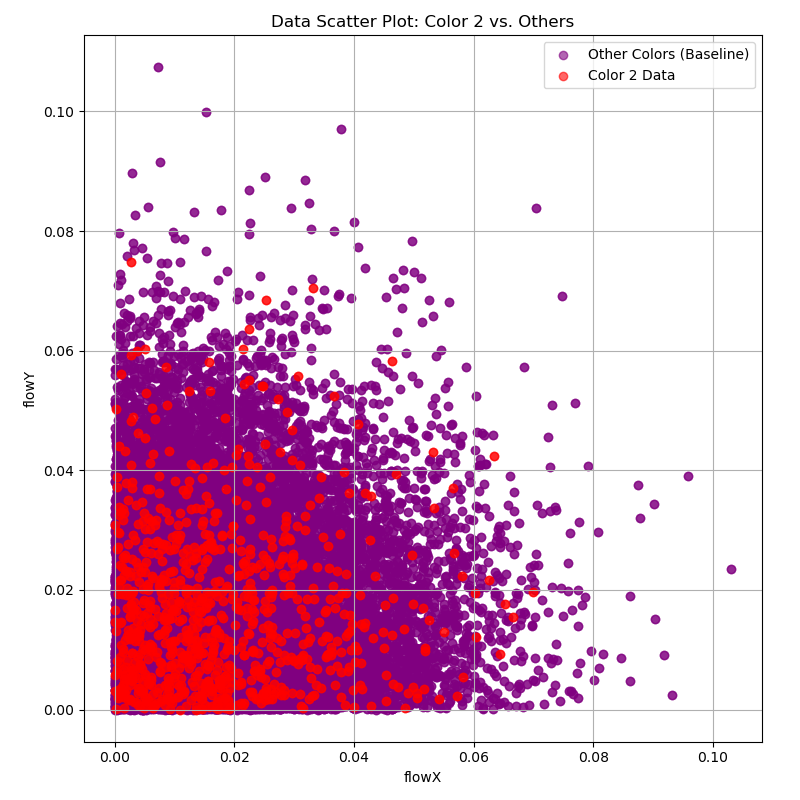 Data Scatter Plot: Color 2 vs. Others
Other Colors (Baseline)
Color 2 Data
flowY
0.10
0.08
0.06
0.04
0.02
0.00
0.00 0.02 0.04 0.06 0.08 0.10
flowX